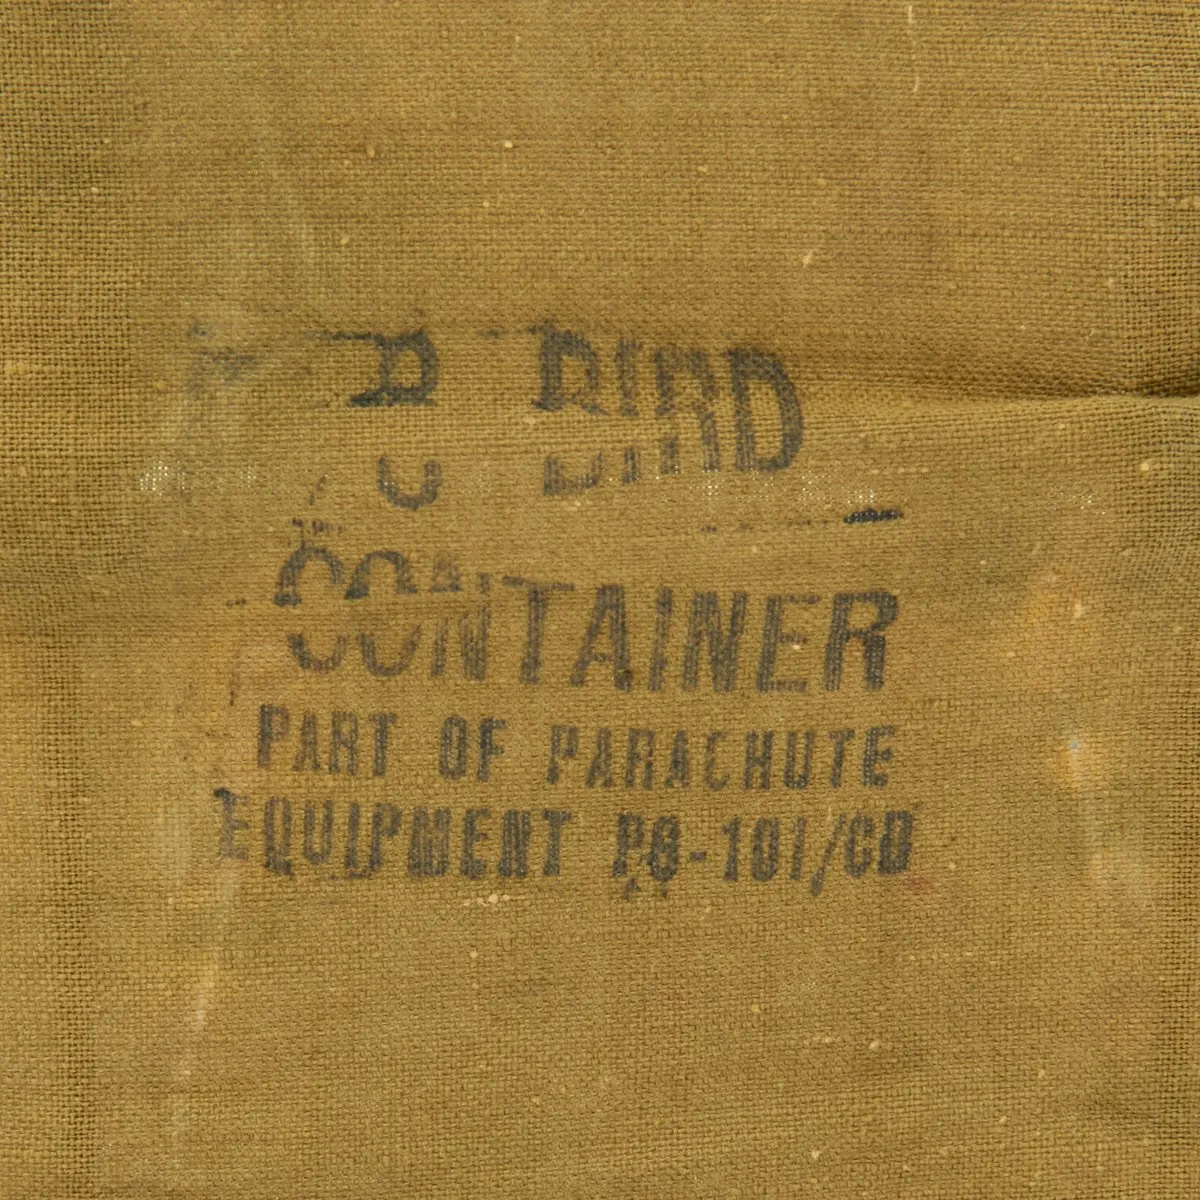 BIRD
CONTAINER
PART OF PARACHUTE
EQUIPMENT PG-101/CB